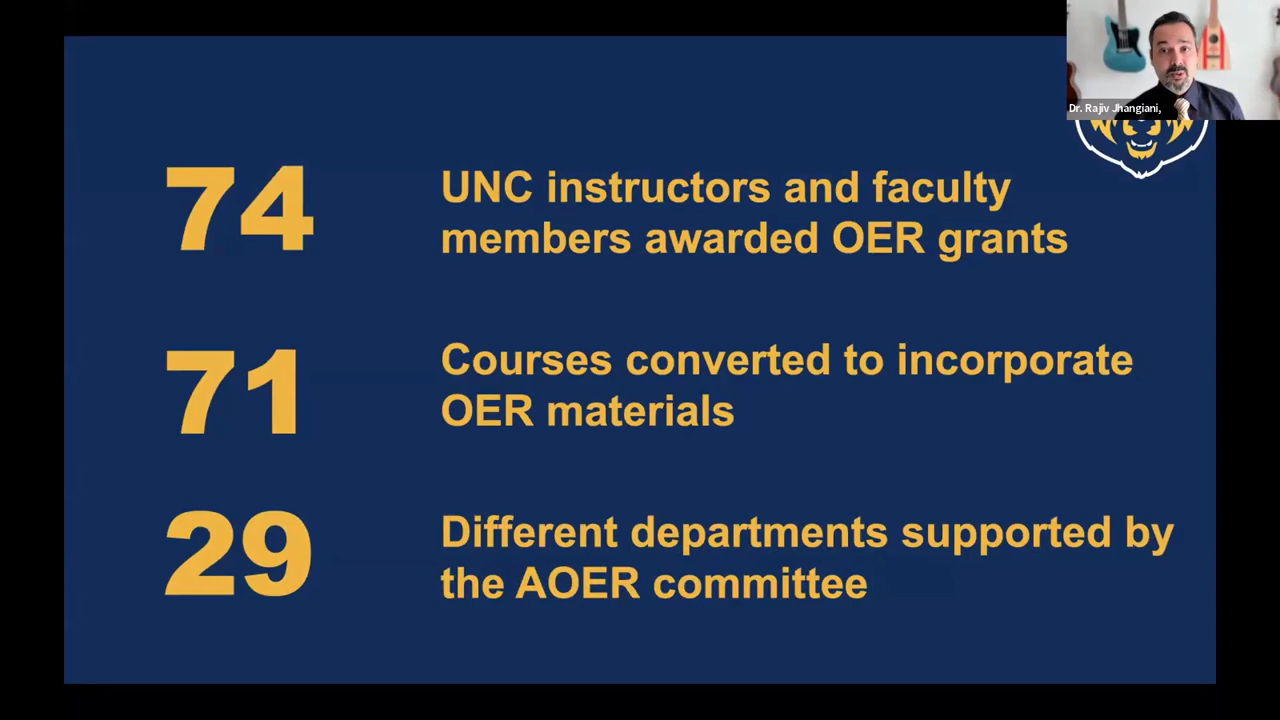 Dr. Rajiv Jhangiani,
74
UNC instructors and faculty
members awarded OER grants
71
Courses converted to incorporate
OER materials
29
Different departments supported by
the AOER committee